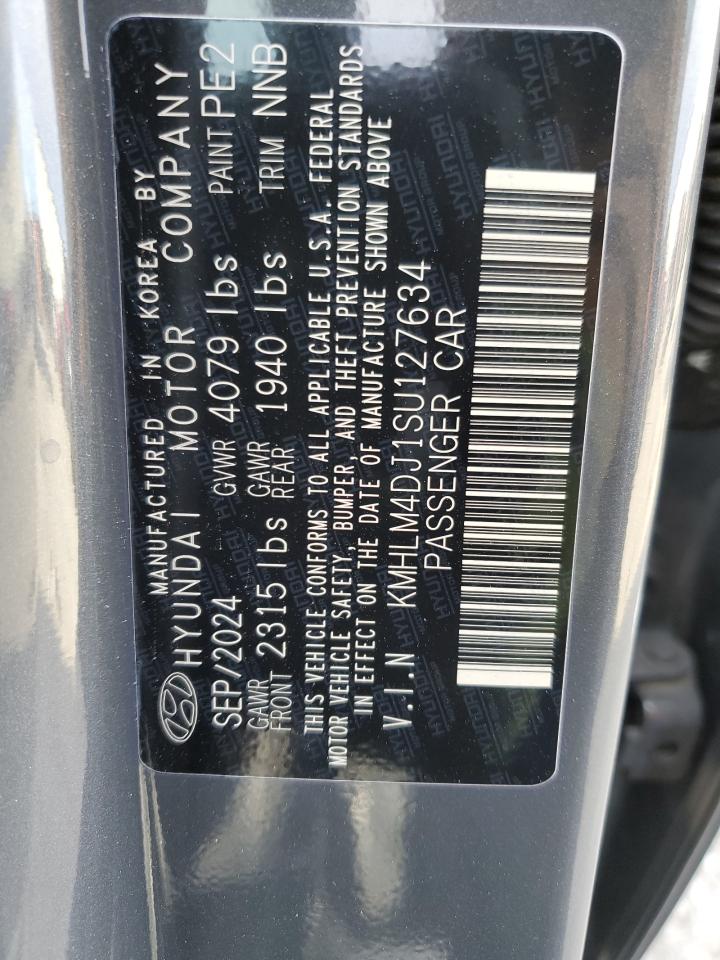 MANUFACTURED IN KOREA BY
HYUNDAI MOTOR COMPANY
SEP/2024 GVWR 4079 lbs PAINT PE2
GAWR FRONT 2315 lbs GAWR REAR 1940 lbs TRIM NNB
THIS VEHICLE CONFORMS TO ALL APPLICABLE U.S.A. FEDERAL
MOTOR VEHICLE SAFETY, BUMPER, AND THEFT PREVENTION STANDARDS
IN EFFECT ON THE DATE OF MANUFACTURE SHOWN ABOVE
V.I.N KMHLM4DJ1SU127634
PASSENGER CAR